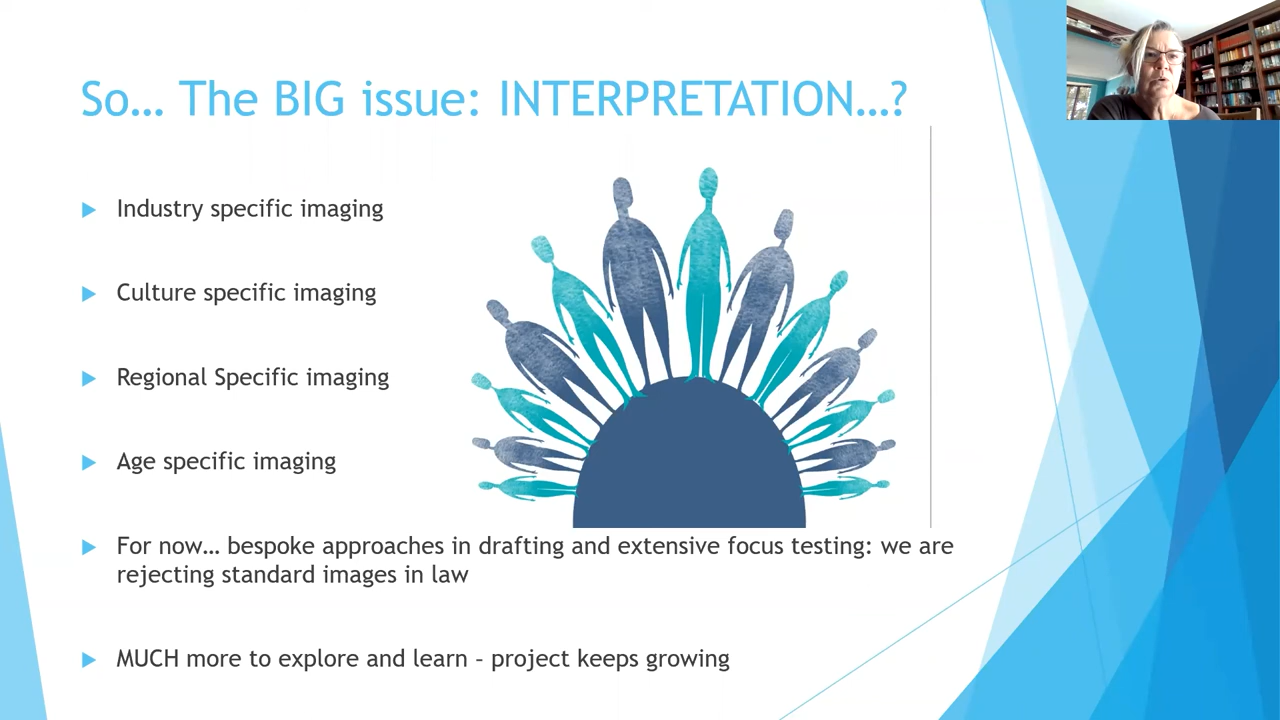 So… The BIG issue: INTERPRETATION…?
Industry specific imaging
Culture specific imaging
Regional Specific imaging
Age specific imaging
For now… bespoke approaches in drafting and extensive focus testing: we are
rejecting standard images in law
MUCH more to explore and learn – project keeps growing